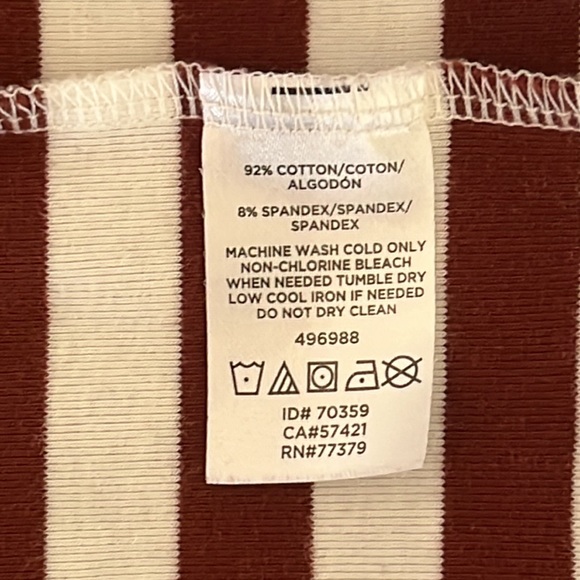 92% COTTON/COTON/
ALGODÓN
8% SPANDEX/SPANDEX/
SPANDEX
MACHINE WASH COLD ONLY
NON-CHLORINE BLEACH
WHEN NEEDED TUMBLE DRY
LOW COOL IRON IF NEEDED
DO NOT DRY CLEAN
496988
ID# 70359
CA#57421
RN#77379